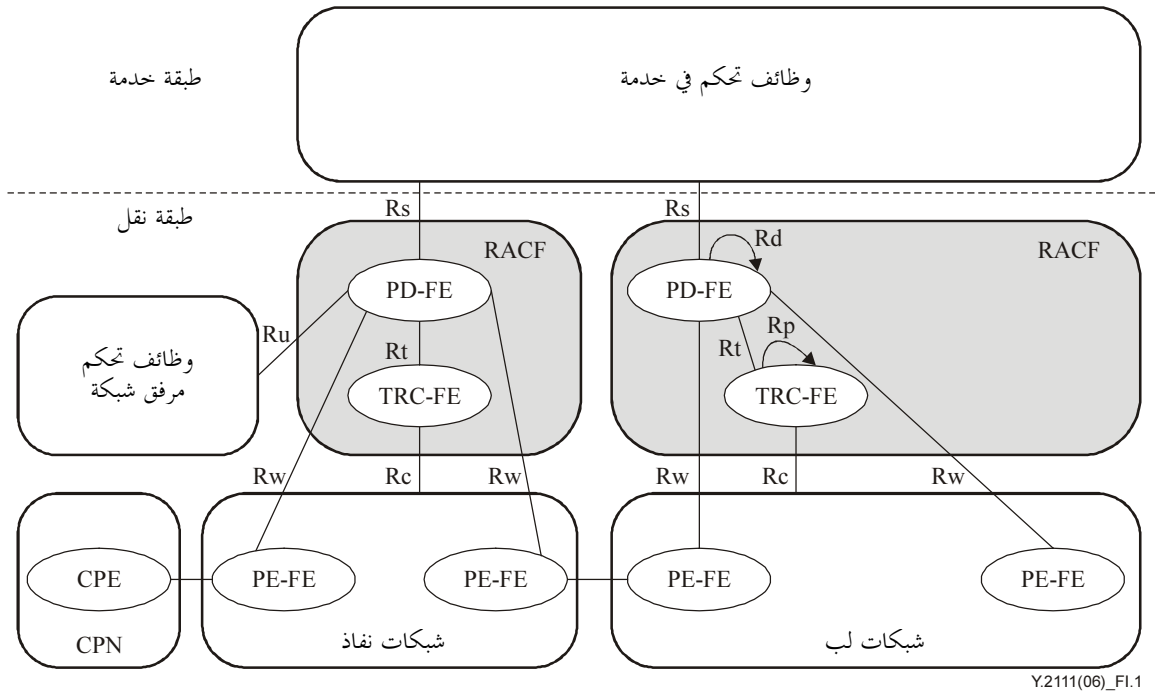 طبقة خدمة
وظائف تحكم في خدمة
طبقة نقل
Rs
Rs
RACF
RACF
Rd
PD-FE
PD-FE
Ru
Rt
Rt
Rp
وظائف تحكم
مرفق شبكة
TRC-FE
TRC-FE
Rw
Rc
Rw
Rw
Rc
Rw
CPE
PE-FE
PE-FE
PE-FE
PE-FE
CPN
شبكات نفاذ
شبكات لب
Y.2111(06)_FI.1